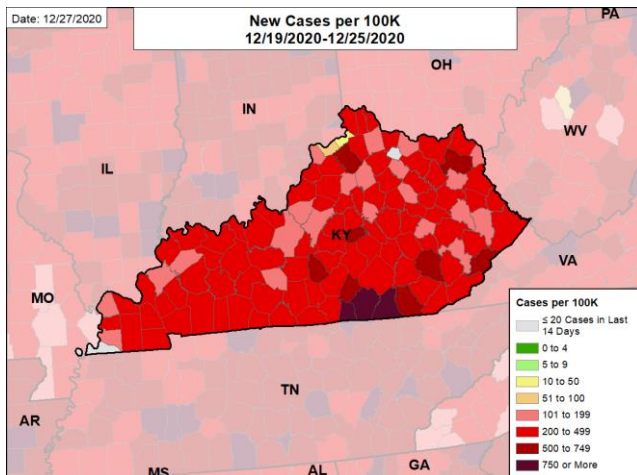 Date: 12/27/2020
New Cases per 100K
12/19/2020-12/25/2020
PA
OH
IN
WV
IL
KY
VA
MO
TN
AR
MS
AL
GA
Cases per 100K
≤ 20 Cases in Last
14 Days
0 to 4
5 to 9
10 to 50
51 to 100
101 to 199
200 to 499
500 to 749
750 or More